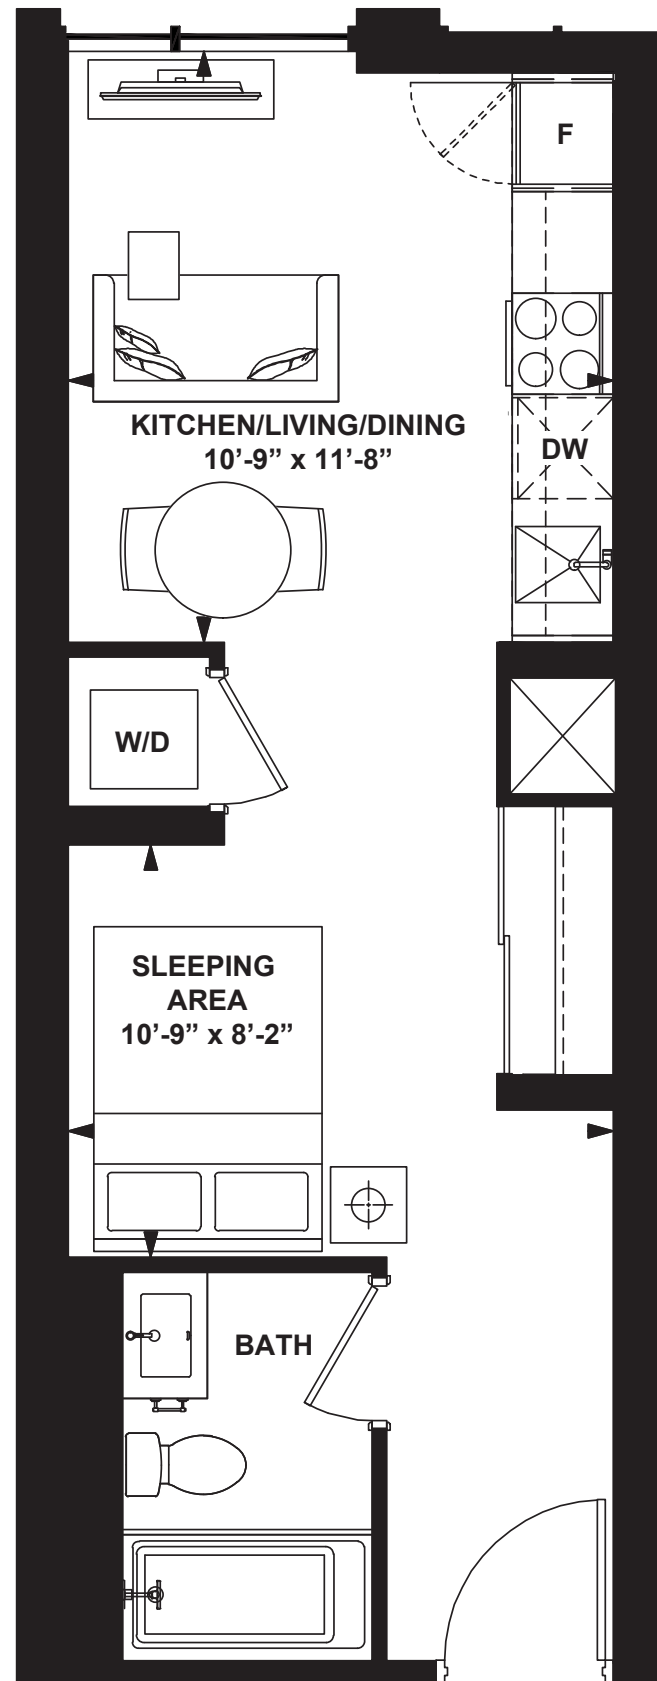 F
KITCHEN/LIVING/DINING
10’-9” x 11’-8”
DW
W/D
SLEEPING
AREA
10’-9” x 8’-2”
BATH